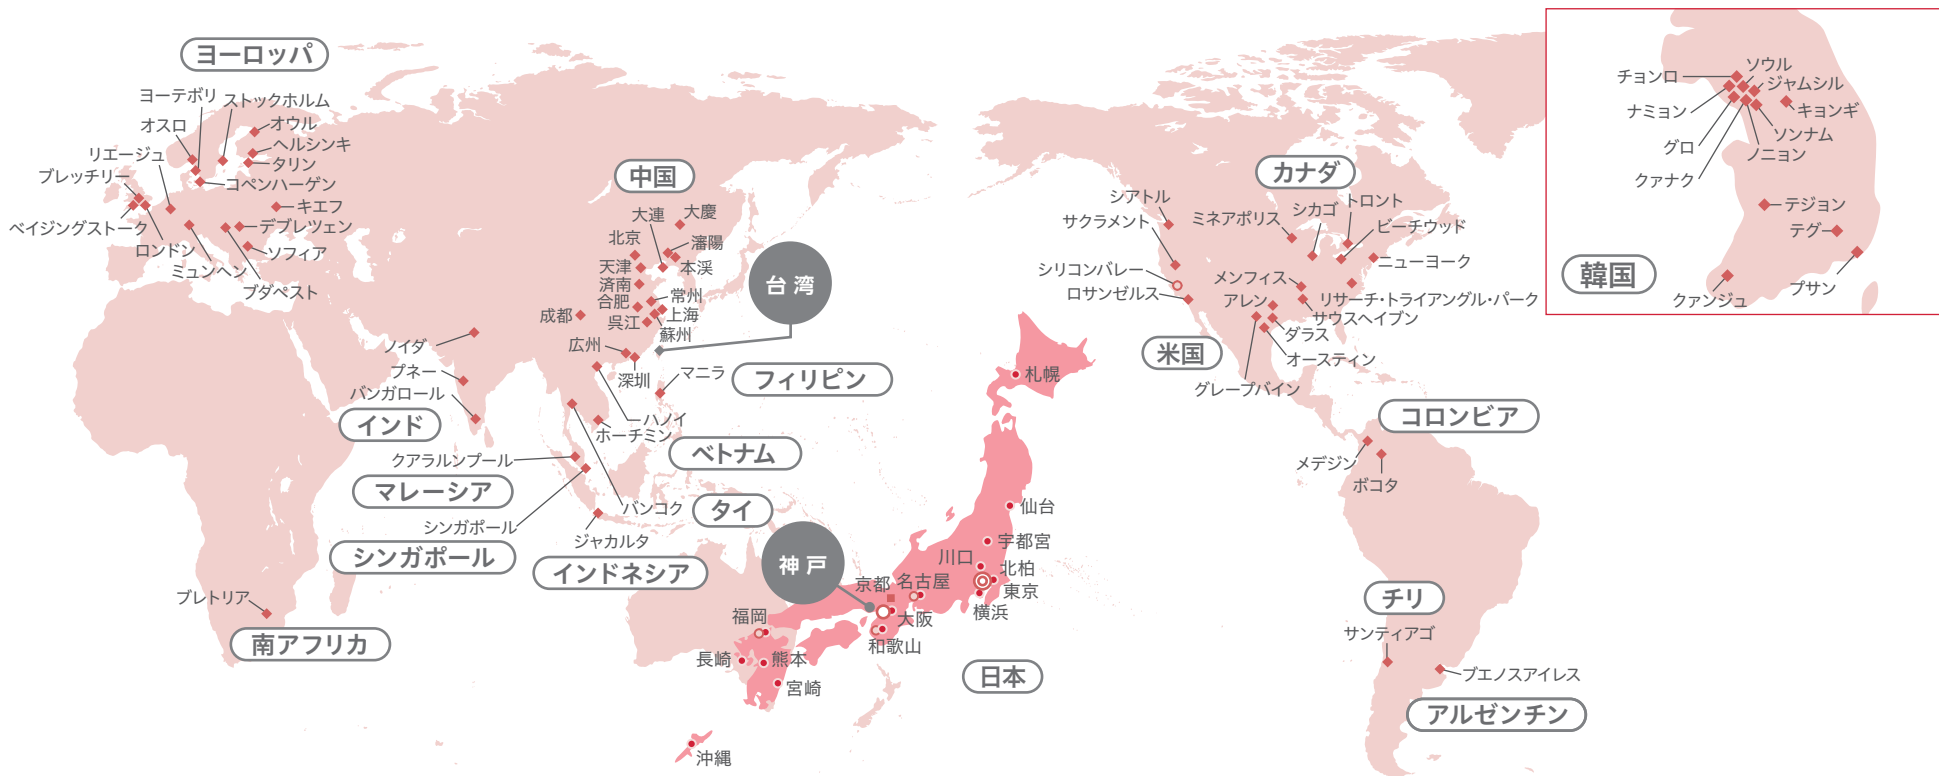 ヨーロッパ
ヨーテボリ
ストックホルム
オスロ
オウル
ヘルシンキ
リエージュ
タリン
ブレッチリー
コペンハーゲン
キエフ
ベイジングストーク
デブレツェン
ロンドン
ソフィア
ミュンヘン
ブダペスト
中国
大連
大慶
北京
瀋陽
天津
本渓
済南
常州
合肥
上海
成都
呉江
蘇州
広州
深圳
台湾
ノイダ
プネー
バンガロール
インド
マニラ
フィリピン
ハノイ
ホーチミン
ベトナム
クアラルンプール
マレーシア
バンコク
タイ
シンガポール
シンガポール
ジャカルタ
インドネシア
プレトリア
南アフリカ
神戸
札幌
仙台
宇都宮
川口
北柏
京都
名古屋
東京
横浜
大阪
和歌山
福岡
長崎
熊本
宮崎
沖縄
日本
カナダ
シアトル
サクラメント
ミネアポリス
シカゴ
トロント
ビーチウッド
シリコンバレー
メンフィス
ニューヨーク
ロサンゼルス
アレン
リサーチ・トライアングル・パーク
サウスヘイブン
ダラス
米国
オースティン
グレープバイン
コロンビア
メデジン
ボコタ
チリ
サンティアゴ
ブエノスアイレス
アルゼンチン
ソウル
チョンロ
ジャムシル
ナミョン
キョンギ
ソンナム
グロ
ノニョン
クァナク
テジョン
テグ
韓国
クァンジュ
プサン